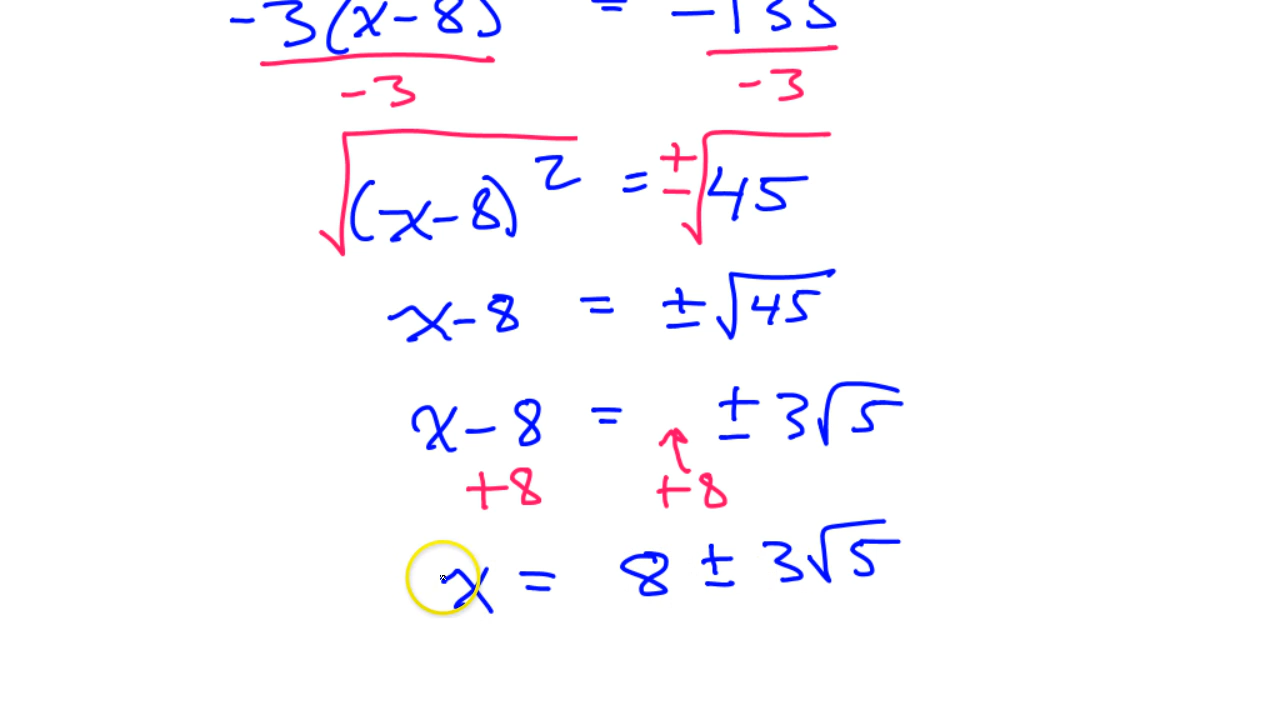 -3(x-8) = -135
-3 -3
√(x-8)² = ±√45
x-8 = ±√45
x-8 = ±3√5
+8 +8
x = 8 ± 3√5